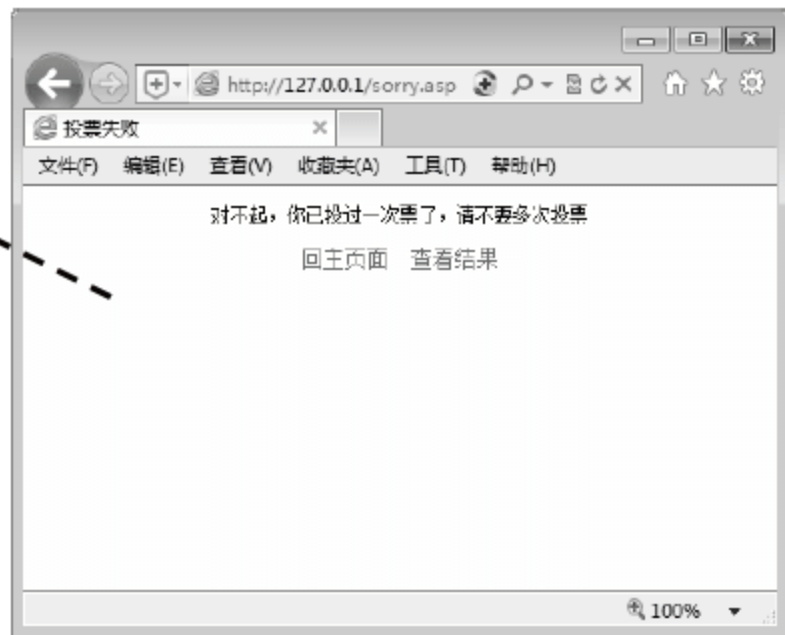 http://127.0.0.1/sorry.asp
投票失败
文件(F) 编辑(E) 查看(V) 收藏夹(A) 工具(T) 帮助(H)
对不起，你已投过一次票了，请不要多次投票
回主页面 查看结果
100%